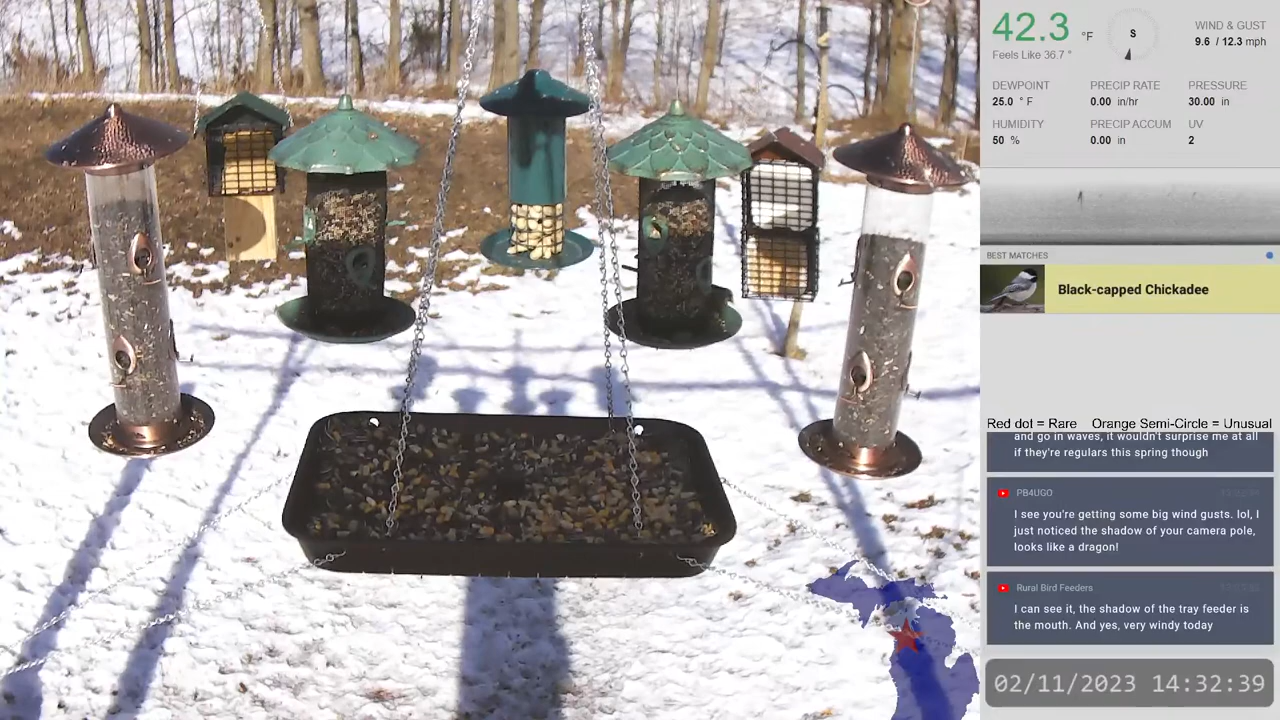 42.3 °F
Feels Like 36.7 °
S
WIND & GUST
9.6 / 12.3 mph
DEWPOINT
25.0 ° F
PRECIP RATE
0.00 in/hr
PRESSURE
30.00 in
HUMIDITY
50 %
PRECIP ACCUM
0.00 in
UV
2
BEST MATCHES
Black-capped Chickadee
Red dot = Rare Orange Semi-Circle = Unusual
and go in waves, it wouldn't surprise me at all
if they're regulars this spring though
PB4UGO
I see you're getting some big wind gusts. lol, I
just noticed the shadow of your camera pole,
looks like a dragon!
Rural Bird Feeders
I can see it, the shadow of the tray feeder is
the mouth. And yes, very windy today
02/11/2023 14:32:39